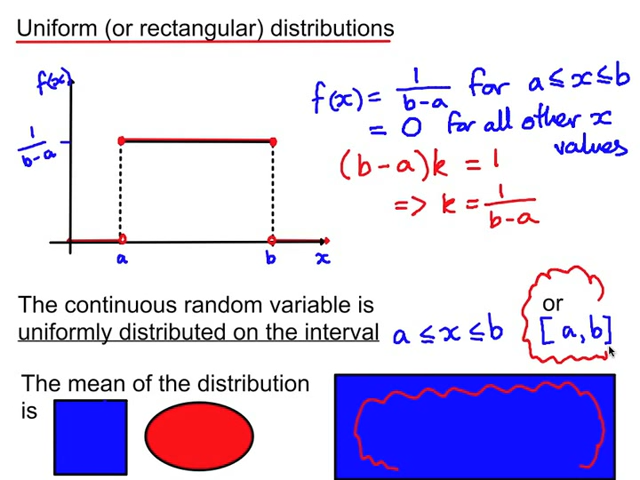 Uniform (or rectangular) distributions
f(x)
1/(b-a)
a
b
x
f(x) = 1/(b-a) for a ≤ x ≤ b
= 0 for all other x
values
(b-a)k = 1
=> k = 1/(b-a)
The continuous random variable is
uniformly distributed on the interval a ≤ x ≤ b
or
[a, b]
The mean of the distribution
is